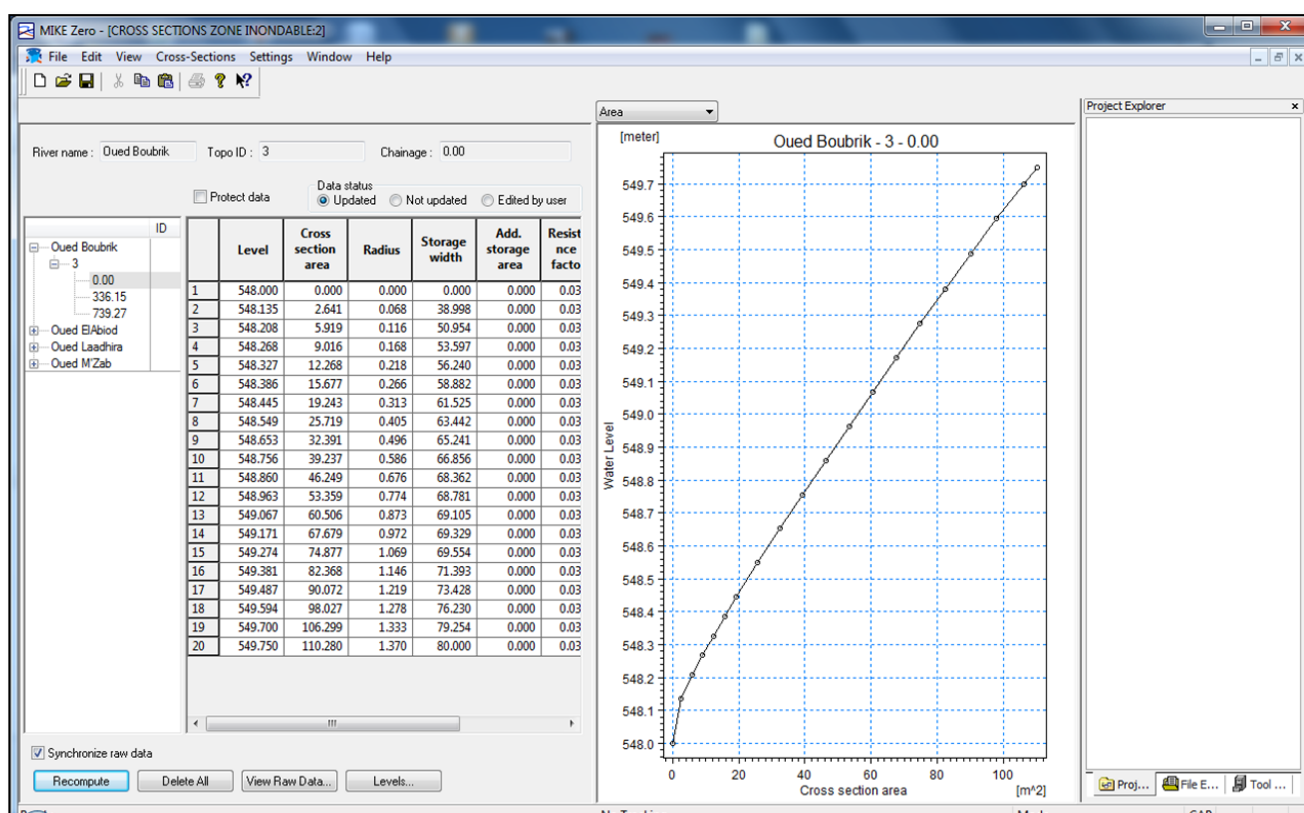 MIKE Zero - [CROSS SECTIONS ZONE INONDABLE:2]
File Edit View Cross-Sections Settings Window Help
Area
Project Explorer
River name : Oued Boubrik Topo ID : 3 Chainage : 0.00
Protect data
Data status
Updated Not updated Edited by user
ID
Oued Boubrik
3
0.00
336.15
739.27
Oued ElAbiod
Oued Laadhira
Oued M'Zab
Level Cross section area Radius Storage width Add. storage area Resist nce facto
1 548.000 0.000 0.000 0.000 0.000 0.03
2 548.135 2.641 0.068 38.998 0.000 0.03
3 548.208 5.919 0.116 50.954 0.000 0.03
4 548.268 9.016 0.168 53.597 0.000 0.03
5 548.327 12.268 0.218 56.240 0.000 0.03
6 548.386 15.677 0.266 58.882 0.000 0.03
7 548.445 19.243 0.313 61.525 0.000 0.03
8 548.549 25.719 0.405 63.442 0.000 0.03
9 548.653 32.391 0.496 65.241 0.000 0.03
10 548.756 39.237 0.586 66.856 0.000 0.03
11 548.860 46.249 0.676 68.362 0.000 0.03
12 548.963 53.359 0.774 68.781 0.000 0.03
13 549.067 60.506 0.873 69.105 0.000 0.03
14 549.171 67.679 0.972 69.329 0.000 0.03
15 549.274 74.877 1.069 69.554 0.000 0.03
16 549.381 82.368 1.146 71.393 0.000 0.03
17 549.487 90.072 1.219 73.428 0.000 0.03
18 549.594 98.027 1.278 76.230 0.000 0.03
19 549.700 106.299 1.333 79.254 0.000 0.03
20 549.750 110.280 1.370 80.000 0.000 0.03
Synchronize raw data
Recompute Delete All View Raw Data... Levels...
[meter] Oued Boubrik - 3 - 0.00
549.7
549.6
549.5
549.4
549.3
549.2
549.1
549.0
548.9
548.8
548.7
548.6
548.5
548.4
548.3
548.2
548.1
548.0
Water Level
0 20 40 60 80 100
Cross section area [m^2]
Proj... File E... Tool ...